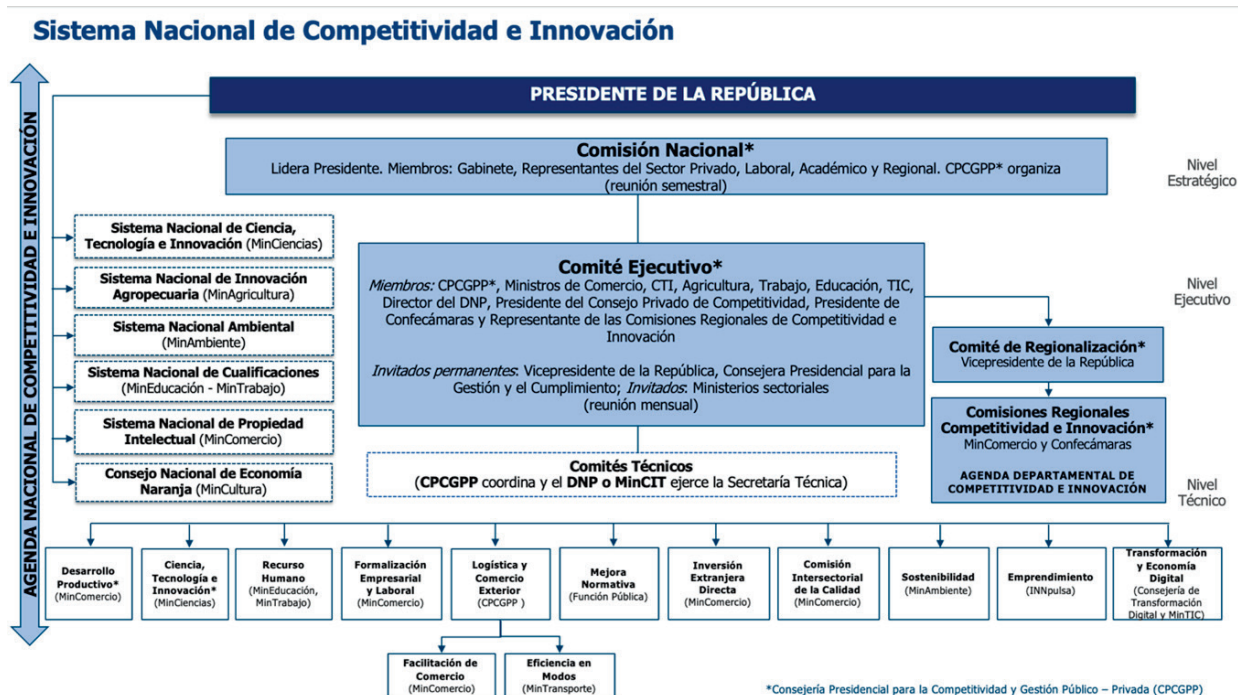 Sistema Nacional de Competitividad e Innovación
AGENDA NACIONAL DE COMPETITIVIDAD E INNOVACIÓN
PRESIDENTE DE LA REPÚBLICA
Comisión Nacional*
Lidera Presidente. Miembros: Gabinete, Representantes del Sector Privado, Laboral, Académico y Regional. CPCGPP* organiza
(reunión semestral)
Nivel
Estratégico
Sistema Nacional de Ciencia,
Tecnología e Innovación (MinCiencias)
Sistema Nacional de Innovación
Agropecuaria (MinAgricultura)
Sistema Nacional Ambiental
(MinAmbiente)
Sistema Nacional de Cualificaciones
(MinEducación - MinTrabajo)
Sistema Nacional de Propiedad
Intelectual (MinComercio)
Consejo Nacional de Economía
Naranja (MinCultura)
Comité Ejecutivo*
Miembros: CPCGPP*, Ministros de Comercio, CTI, Agricultura, Trabajo, Educación, TIC,
Director del DNP, Presidente del Consejo Privado de Competitividad, Presidente de
Confecámaras y Representante de las Comisiones Regionales de Competitividad e
Innovación
Invitados permanentes: Vicepresidente de la República, Consejera Presidencial para la
Gestión y el Cumplimiento; Invitados: Ministerios sectoriales
(reunión mensual)
Nivel
Ejecutivo
Comité de Regionalización*
Vicepresidente de la República
Comisiones Regionales
Competitividad e Innovación*
MinComercio y Confecámaras
AGENDA DEPARTAMENTAL DE
COMPETITIVIDAD E INNOVACIÓN
Comités Técnicos
(CPCGPP coordina y el DNP o MinCIT ejerce la Secretaría Técnica)
Nivel
Técnico
Desarrollo
Productivo*
(MinComercio)
Ciencia,
Tecnología e
Innovación*
(MinCiencias)
Recurso
Humano
(MinEducación,
MinTrabajo)
Formalización
Empresarial
y Laboral
(MinComercio)
Logística y
Comercio
Exterior
(CPCGPP )
Mejora
Normativa
(Función Pública)
Inversión
Extranjera
Directa
(MinComercio)
Comisión
Intersectorial
de la Calidad
(MinComercio)
Sostenibilidad
(MinAmbiente)
Emprendimiento
(INNpulsa)
Transformación
y Economía
Digital
(Consejería de
Transformación
Digital y MinTIC)
Facilitación de
Comercio
(MinComercio)
Eficiencia en
Modos
(MinTransporte)
*Consejería Presidencial para la Competitividad y Gestión Público – Privada (CPCGPP)